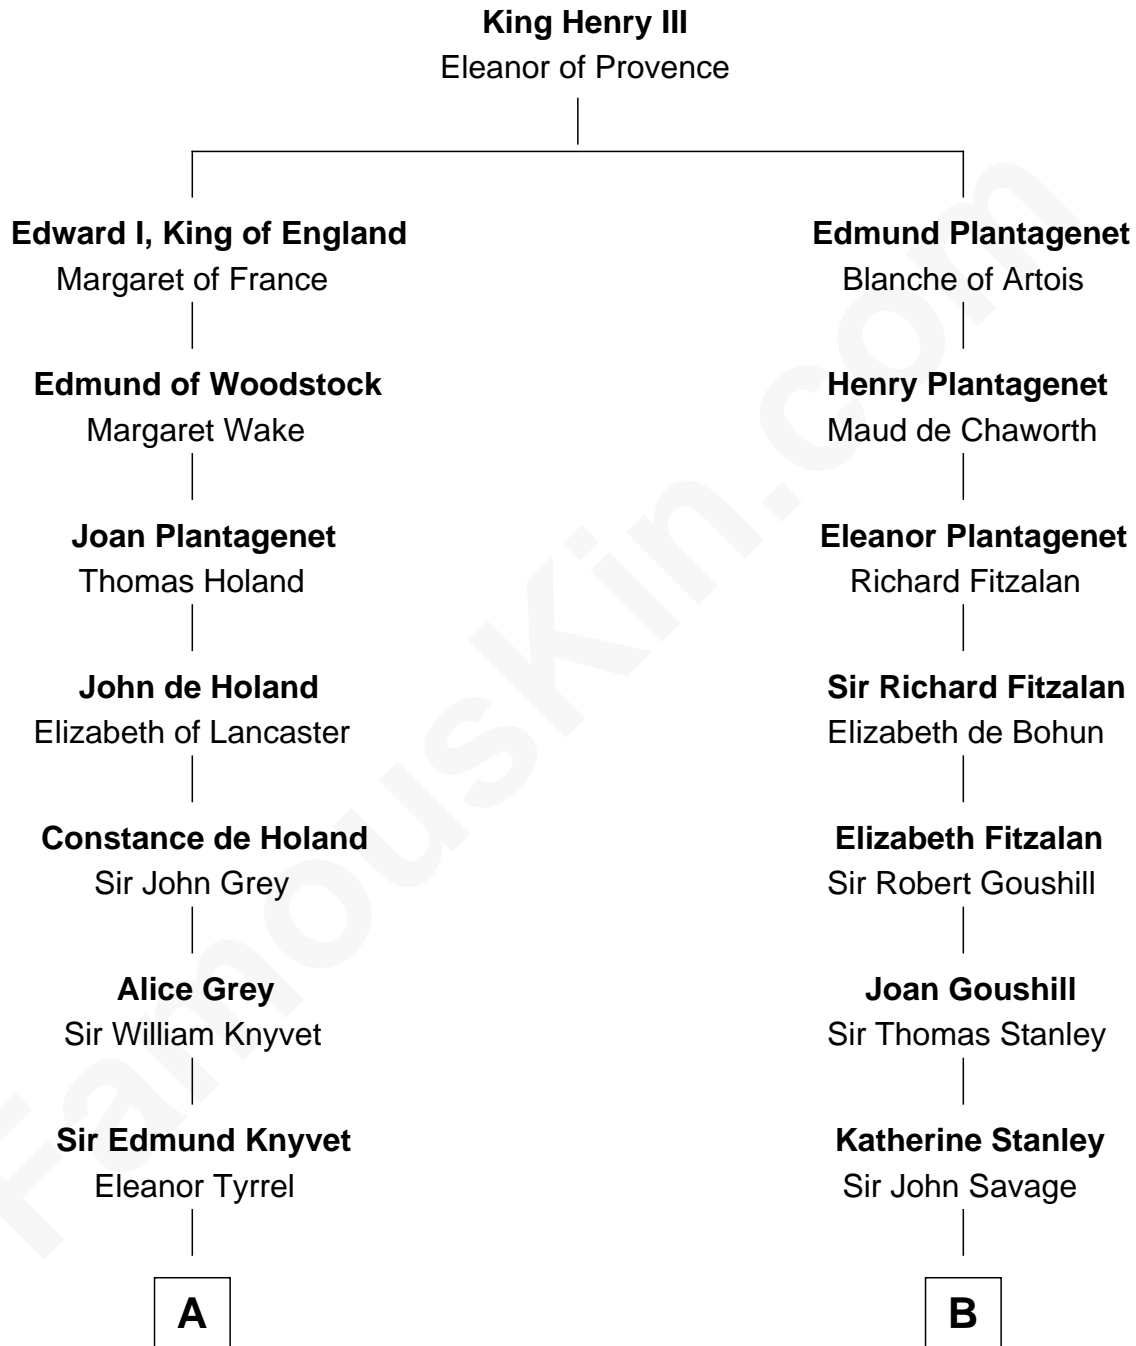 King Henry III
Eleanor of Provence
Edward I, King of England
Margaret of France
Edmund Plantagenet
Blanche of Artois
Edmund of Woodstock
Margaret Wake
Henry Plantagenet
Maud de Chaworth
Joan Plantagenet
Thomas Holand
Eleanor Plantagenet
Richard Fitzalan
John de Holand
Elizabeth of Lancaster
Sir Richard Fitzalan
Elizabeth de Bohun
Constance de Holand
Sir John Grey
Elizabeth Fitzalan
Sir Robert Goushill
Alice Grey
Sir William Knyvet
Joan Goushill
Sir Thomas Stanley
Sir Edmund Knyvet
Eleanor Tyrrel
Katherine Stanley
Sir John Savage
A
B
FamousKin.com